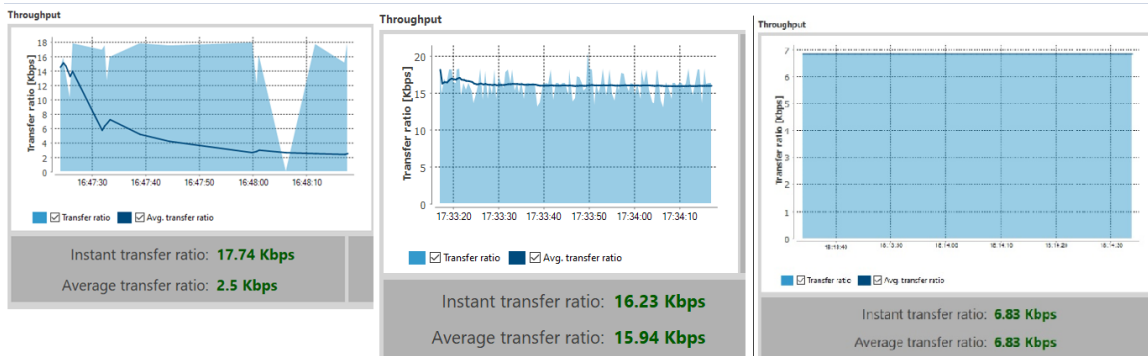 Throughput
Transfer ratio [Kbps]
18
16
14
12
10
8
6
4
2
0
16:47:30
16:47:40
16:47:50
16:48:00
16:48:10
Transfer ratio
Avg. transfer ratio
Instant transfer ratio: 17.74 Kbps
Average transfer ratio: 2.5 Kbps
Throughput
Transfer ratio [Kbps]
20
15
10
5
0
17:33:20
17:33:30
17:33:40
17:33:50
17:34:00
17:34:10
Transfer ratio
Avg. transfer ratio
Instant transfer ratio: 16.23 Kbps
Average transfer ratio: 15.94 Kbps
Throughput
Transfer ratio [Kbps]
7
6
5
4
3
2
1
0
Transfer ratio
Avg. transfer ratio
Instant transfer ratio: 6.83 Kbps
Average transfer ratio: 6.83 Kbps